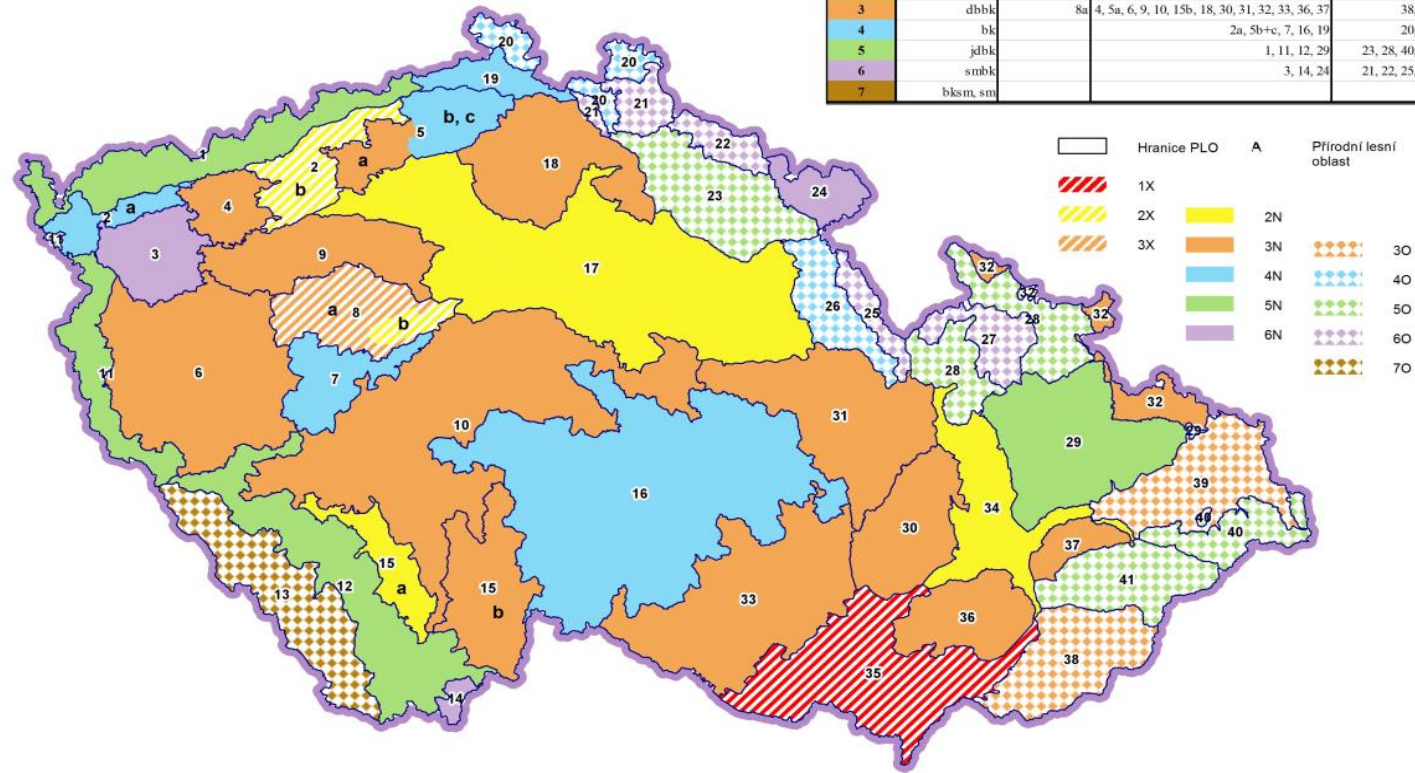 3 dbbk 8a 4, 5a, 6, 9, 10, 15b, 18, 30, 31, 32, 33, 36, 37 38,
4 bk 2a, 5b+c, 7, 16, 19 20,
5 jdbk 1, 11, 12, 29 23, 28, 40,
6 smbk 3, 14, 24 21, 22, 25,
7 bksm, sm
Hranice PLO A Přírodní lesní oblast
1X
2X 2N
3X 3N 3O
4N 4O
5N 5O
6N 6O
7O
20
20
19
20
21
21
b, c
5
1
22
2
a
18
b
23
24
a
2
4
11
3
9
17
26
25
32
32
32
28
27
a
8
b
28
11
6
7
10
31
32
29
29
16
39
34
30
40
40
37
15
a
13
12
15
b
33
41
36
38
35
14